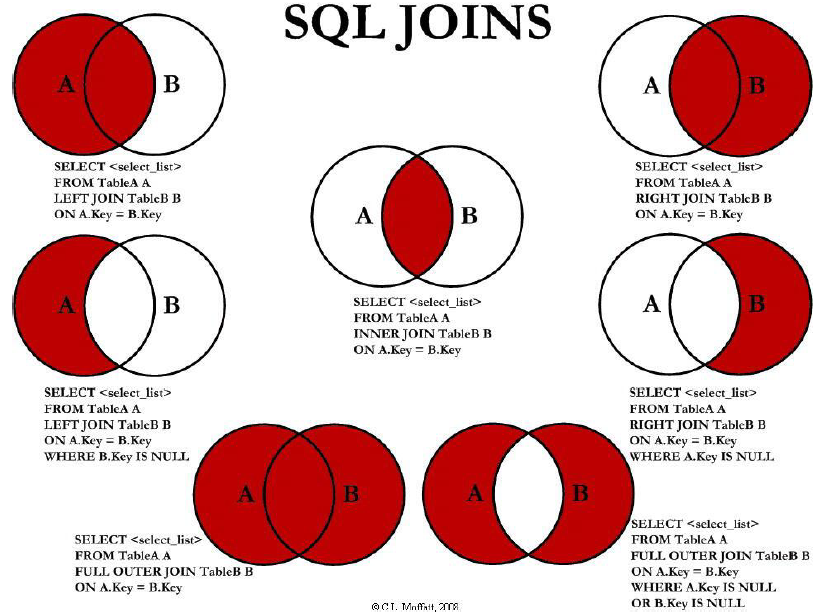 SQL JOINS
A B
SELECT <select_list>
FROM TableA A
LEFT JOIN TableB B
ON A.Key = B.Key
A B
SELECT <select_list>
FROM TableA A
RIGHT JOIN TableB B
ON A.Key = B.Key
A B
SELECT <select_list>
FROM TableA A
INNER JOIN TableB B
ON A.Key = B.Key
A B
SELECT <select_list>
FROM TableA A
LEFT JOIN TableB B
ON A.Key = B.Key
WHERE B.Key IS NULL
A B
SELECT <select_list>
FROM TableA A
RIGHT JOIN TableB B
ON A.Key = B.Key
WHERE A.Key IS NULL
A B
SELECT <select_list>
FROM TableA A
FULL OUTER JOIN TableB B
ON A.Key = B.Key
A B
SELECT <select_list>
FROM TableA A
FULL OUTER JOIN TableB B
ON A.Key = B.Key
WHERE A.Key IS NULL
OR B.Key IS NULL
© C.L. Moffatt, 2008